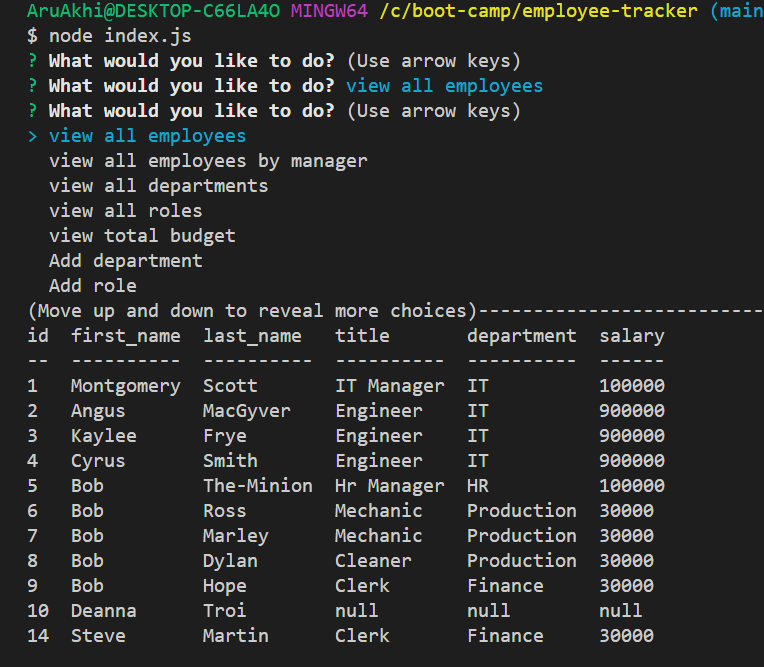 AruAkhi@DESKTOP-C66LA4O MINGW64 /c/boot-camp/employee-tracker (main
$ node index.js
? What would you like to do? (Use arrow keys)
? What would you like to do? view all employees
? What would you like to do? (Use arrow keys)
> view all employees
  view all employees by manager
  view all departments
  view all roles
  view total budget
  Add department
  Add role
(Move up and down to reveal more choices)--------------------------
id  first_name  last_name   title       department  salary
--  ----------  ----------  ----------  ----------  ------
1   Montgomery  Scott       IT Manager  IT          100000
2   Angus       MacGyver    Engineer    IT          900000
3   Kaylee      Frye        Engineer    IT          900000
4   Cyrus       Smith       Engineer    IT          900000
5   Bob         The-Minion  Hr Manager  HR          100000
6   Bob         Ross        Mechanic    Production  30000
7   Bob         Marley      Mechanic    Production  30000
8   Bob         Dylan       Cleaner     Production  30000
9   Bob         Hope        Clerk       Finance     30000
10  Deanna      Troi        null        null        null
14  Steve       Martin      Clerk       Finance     30000